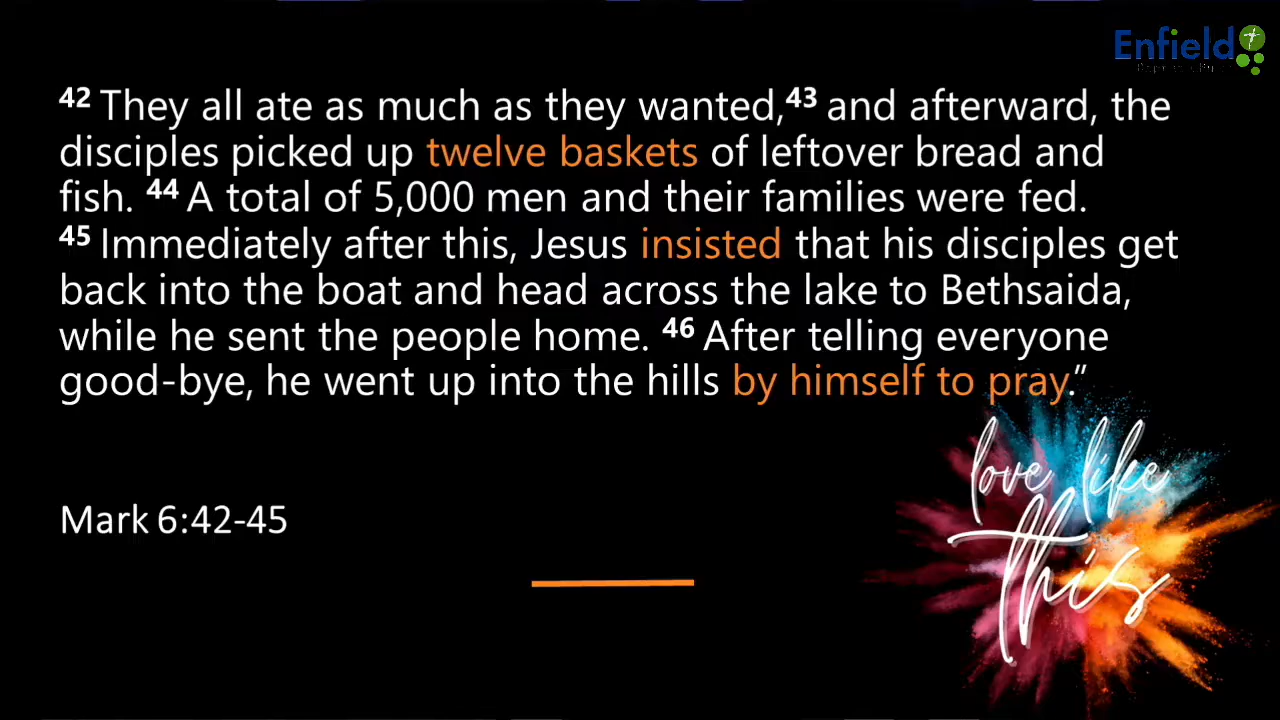 Enfield
42 They all ate as much as they wanted,43 and afterward, the
disciples picked up twelve baskets of leftover bread and
fish. 44 A total of 5,000 men and their families were fed.
45 Immediately after this, Jesus insisted that his disciples get
back into the boat and head across the lake to Bethsaida,
while he sent the people home. 46 After telling everyone
good-bye, he went up into the hills by himself to pray.”
love like
this
Mark 6:42-45